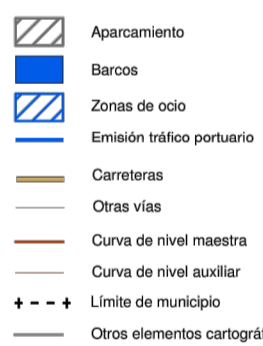 Aparcamiento
Barcos
Zonas de ocio
Emisión tráfico portuario
Carreteras
Otras vías
Curva de nivel maestra
Curva de nivel auxiliar
Límite de municipio
Otros elementos